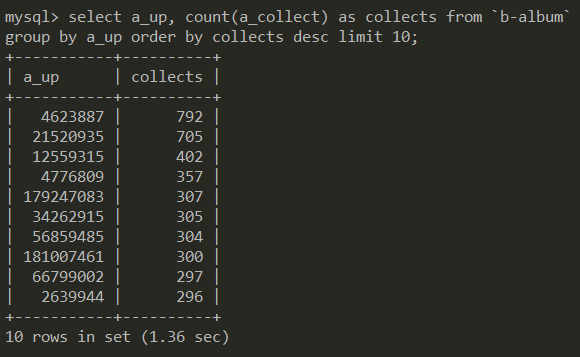 mysql> select a_up, count(a_collect) as collects from `b-album`
group by a_up order by collects desc limit 10;
+-----------+----------+
| a_up      | collects |
+-----------+----------+
|   4623887 |      792 |
|  21520935 |      705 |
|  12559315 |      402 |
|   4776809 |      357 |
| 179247083 |      307 |
|  34262915 |      305 |
|  56859485 |      304 |
| 181007461 |      300 |
|  66799002 |      297 |
|   2639944 |      296 |
+-----------+----------+
10 rows in set (1.36 sec)